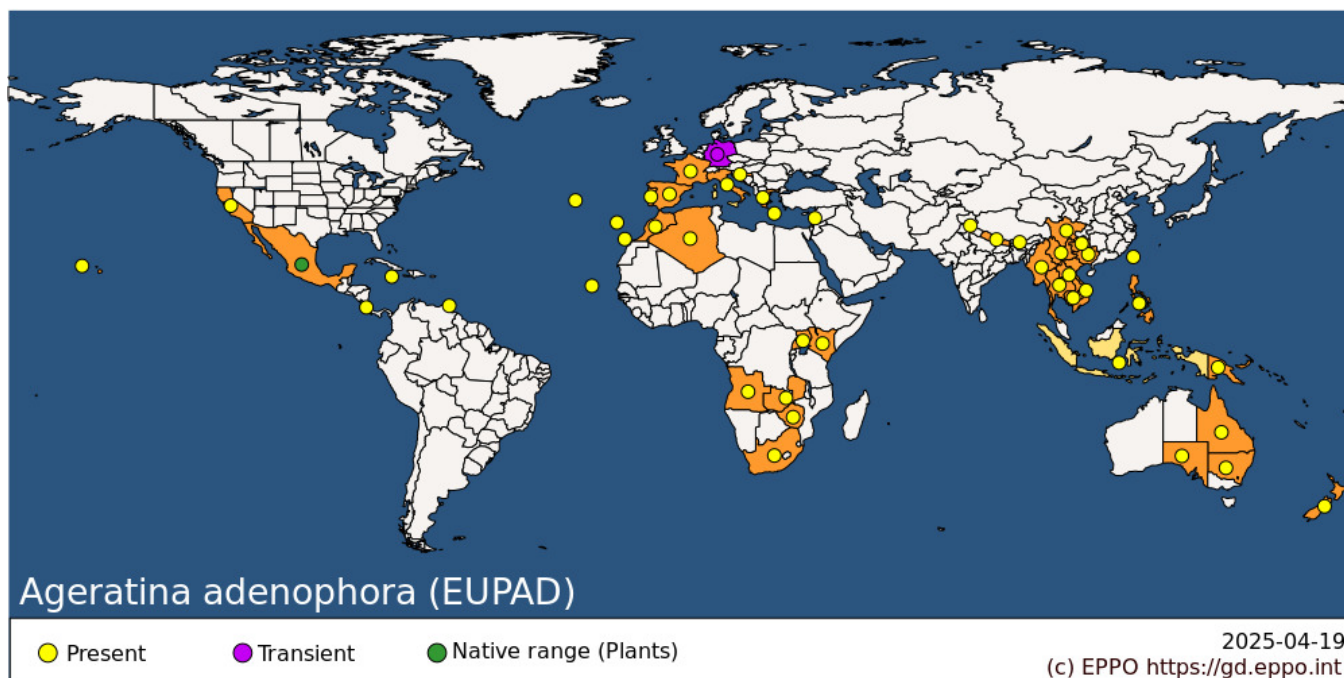 Ageratina adenophora (EUPAD)
Present
Transient
Native range (Plants)
2025-04-19
(c) EPPO https://gd.eppo.int